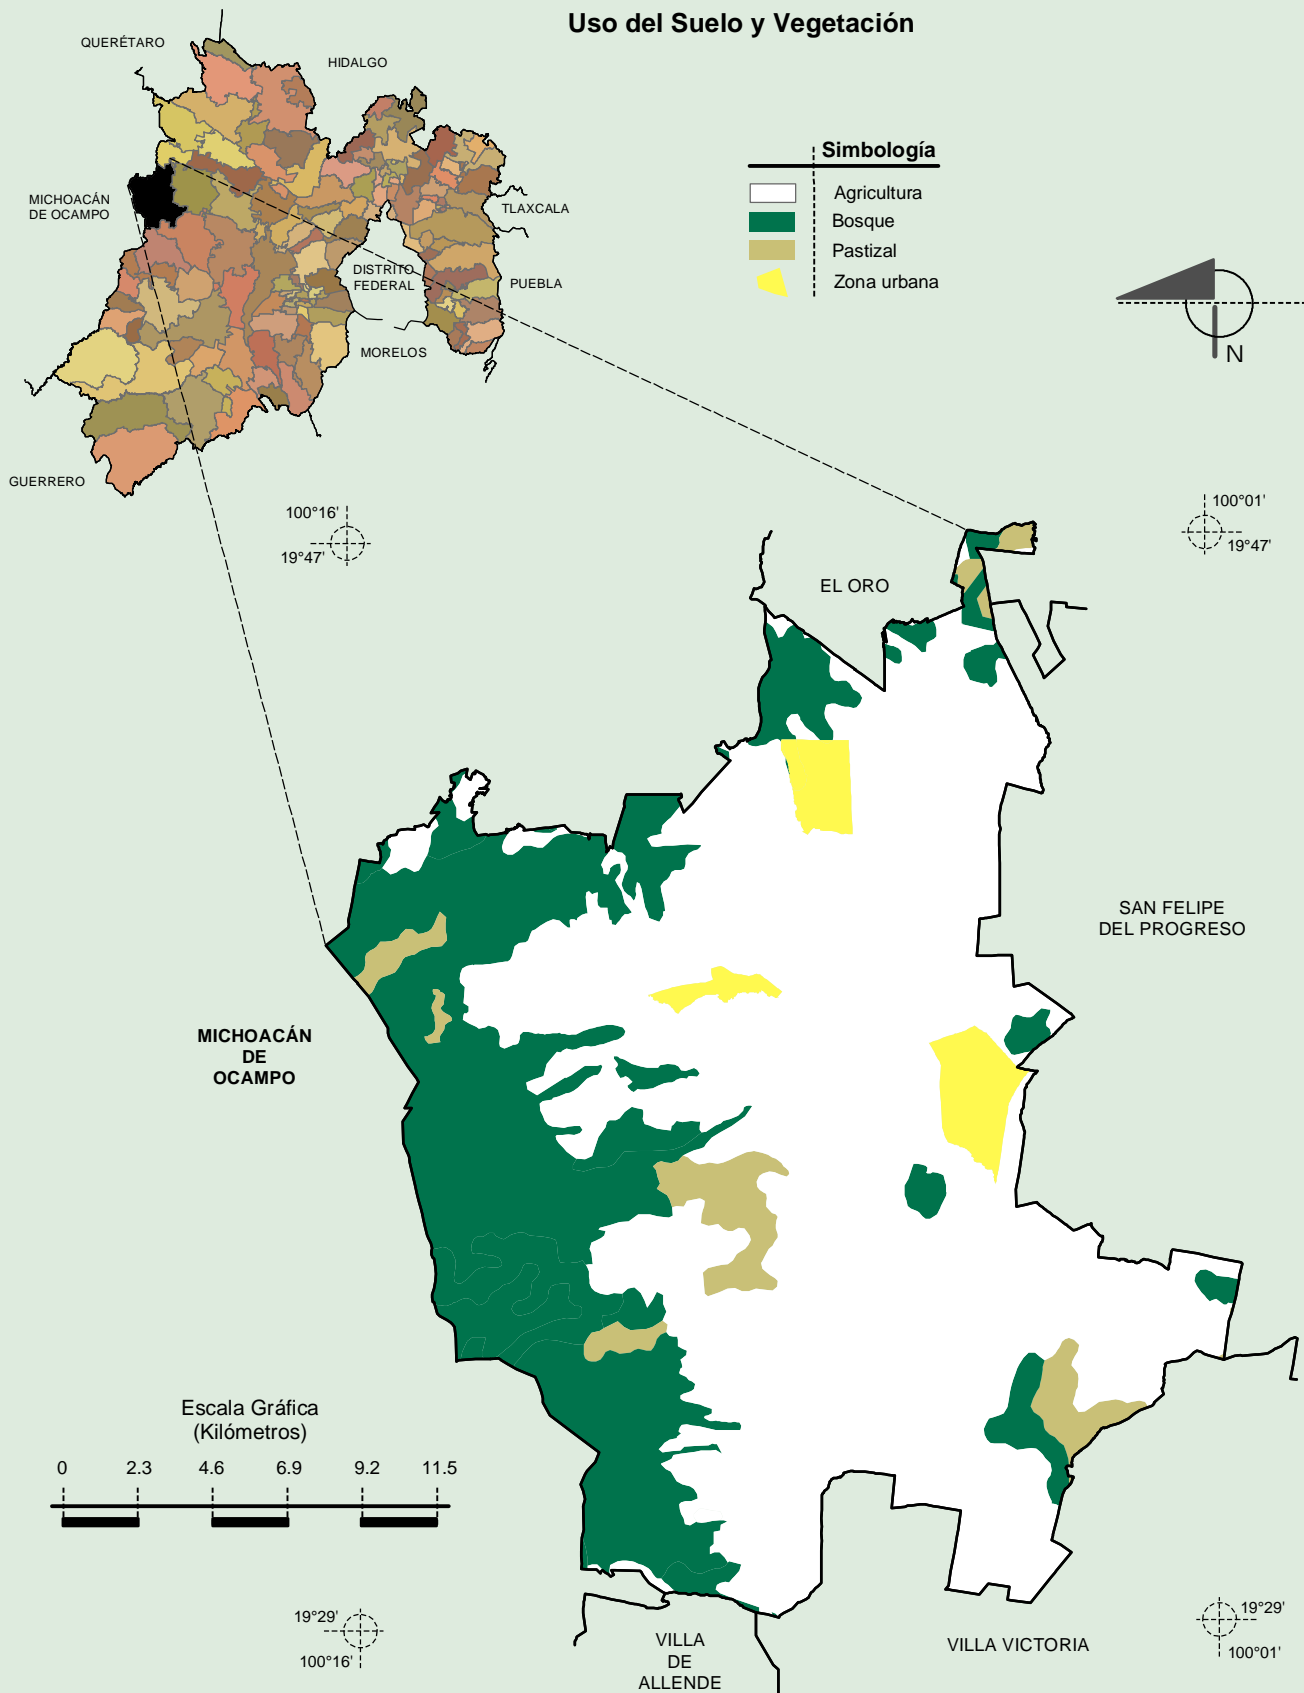 Uso del Suelo y Vegetación
QUERÉTARO
HIDALGO
MICHOACÁN
DE OCAMPO
TLAXCALA
DISTRITO
FEDERAL
PUEBLA
MORELOS
GUERRERO
Simbología
Agricultura
Bosque
Pastizal
Zona urbana
N
100°16'
19°47'
100°01'
19°47'
EL ORO
SAN FELIPE
DEL PROGRESO
MICHOACÁN
DE
OCAMPO
Escala Gráfica
(Kilómetros)
0 2.3 4.6 6.9 9.2 11.5
19°29'
100°16'
VILLA
DE
ALLENDE
VILLA VICTORIA
19°29'
100°01'